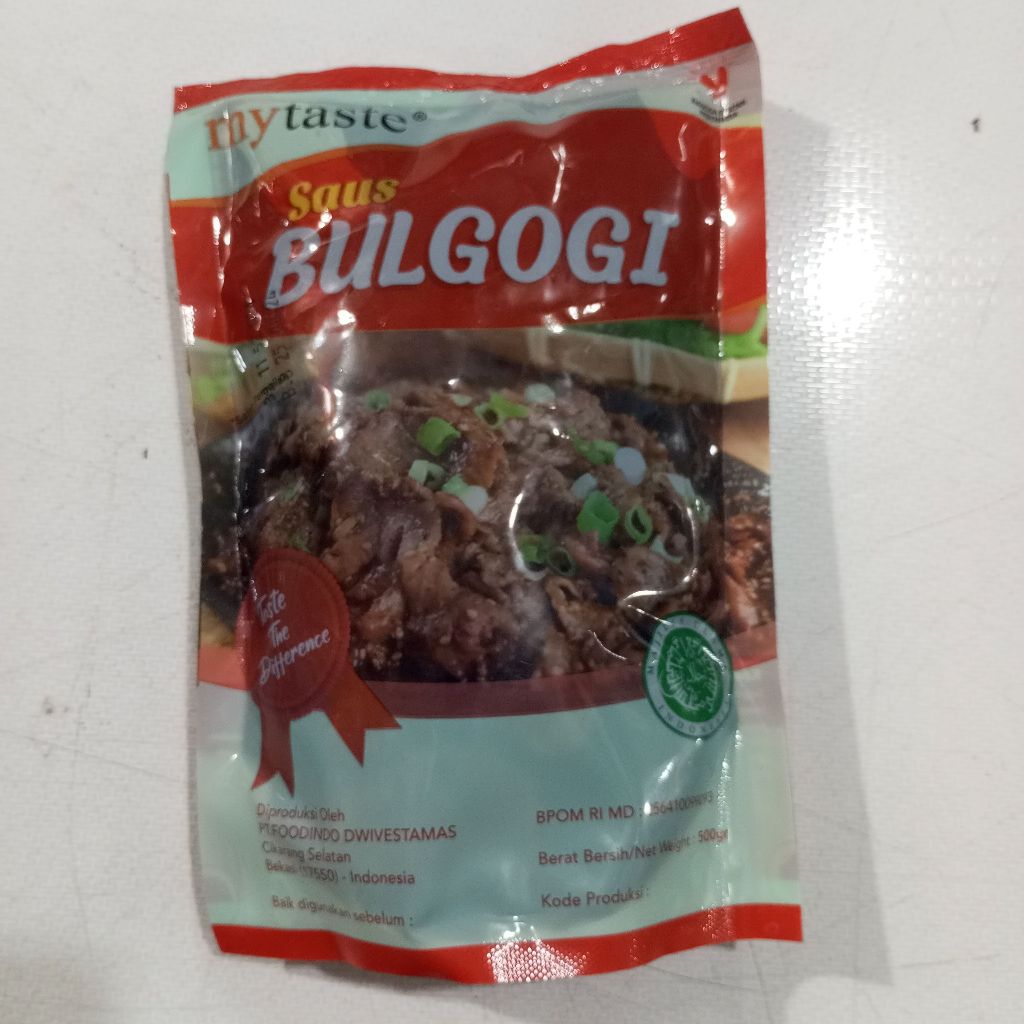 mytaste®
Saus
BULGOGI
Taste
The
Difference
INDONESIA
Diproduksi Oleh
PT.FOODINDO DWIVESTAMAS
Cikarang Selatan
Bekasi (17550) - Indonesia
Baik digunakan sebelum :
BPOM RI MD :
Berat Bersih/Net Weight : 500gr
Kode Produksi :